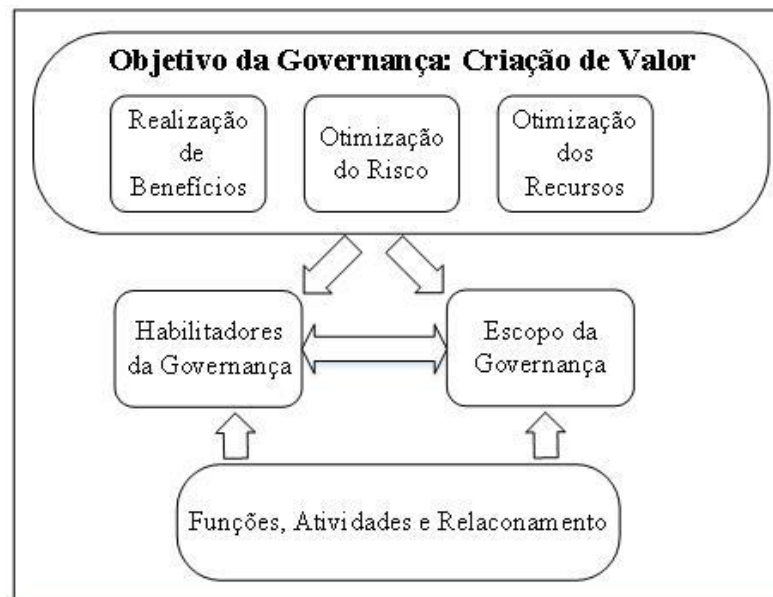 Objetivo da Governança: Criação de Valor
Realização
de
Benefícios
Otimização
do Risco
Otimização
dos
Recursos
Habilitadores
da Governança
Escopo da
Governança
Funções, Atividades e Relaconamento